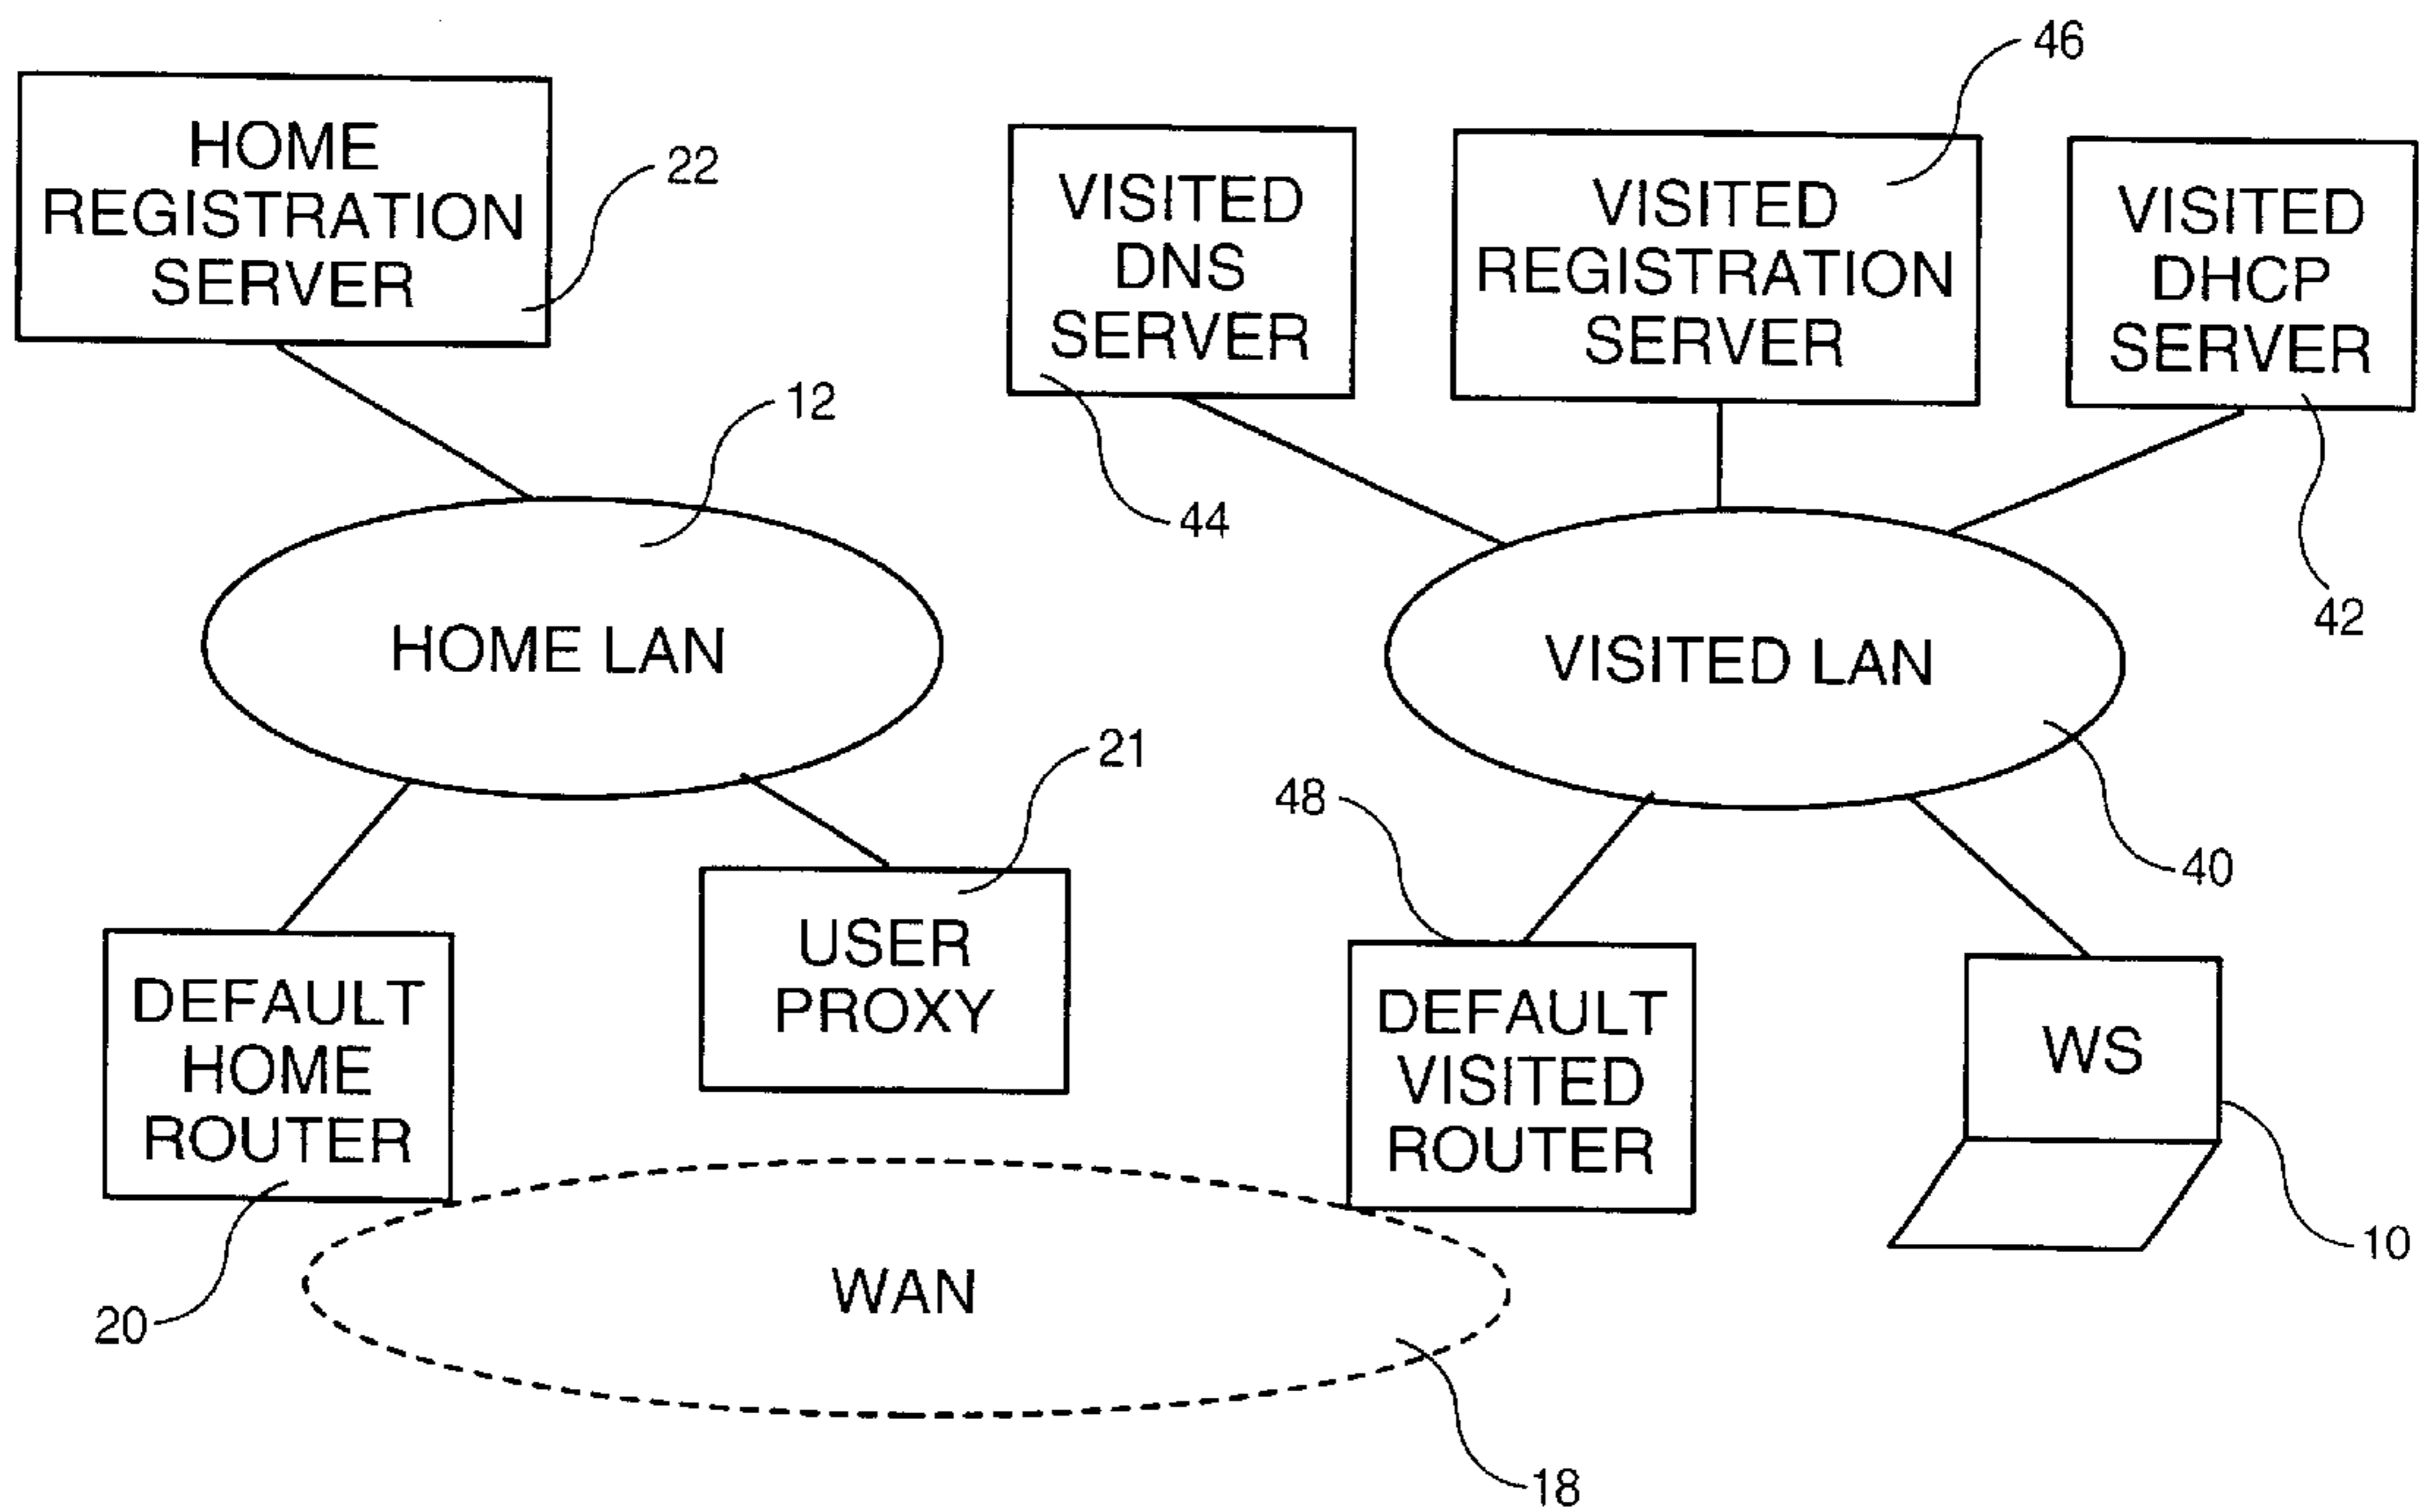 46
HOME
REGISTRATION
SERVER
22
VISITED
DNS
SERVER
44
VISITED
REGISTRATION
SERVER
VISITED
DHCP
SERVER
42
12
HOME LAN
VISITED LAN
40
21
48
DEFAULT
HOME
ROUTER
20
USER
PROXY
DEFAULT
VISITED
ROUTER
WS
10
WAN
18